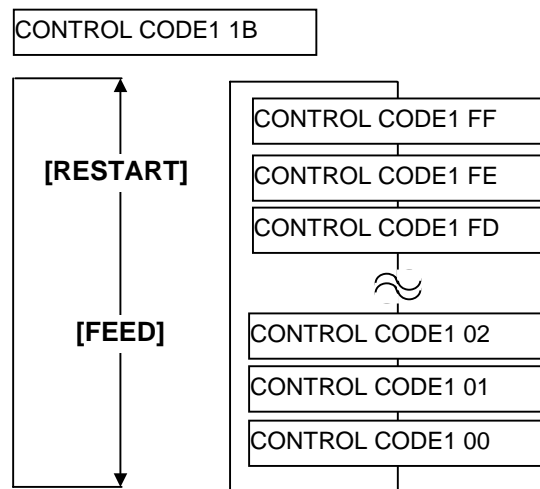 CONTROL CODE1 1B
CONTROL CODE1 FF
[RESTART]
CONTROL CODE1 FE
CONTROL CODE1 FD
[FEED]
CONTROL CODE1 02
CONTROL CODE1 01
CONTROL CODE1 00